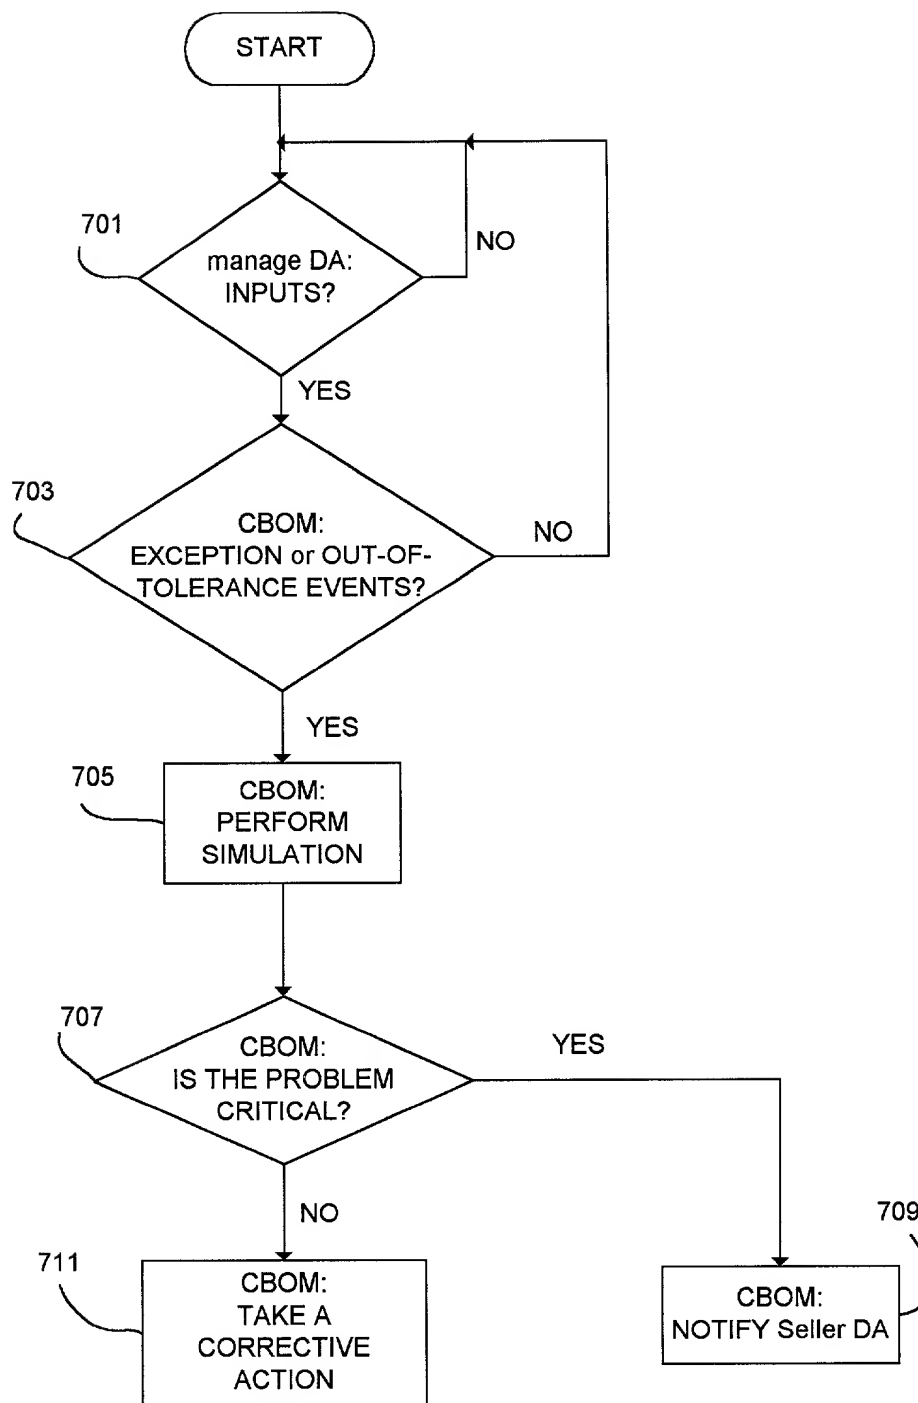 START
701
manage DA:
INPUTS?
NO
YES
703
CBOM:
EXCEPTION or OUT-OF-
TOLERANCE EVENTS?
NO
YES
705
CBOM:
PERFORM
SIMULATION
707
CBOM:
IS THE PROBLEM
CRITICAL?
YES
NO
709
711
CBOM:
TAKE A
CORRECTIVE
ACTION
CBOM:
NOTIFY Seller DA